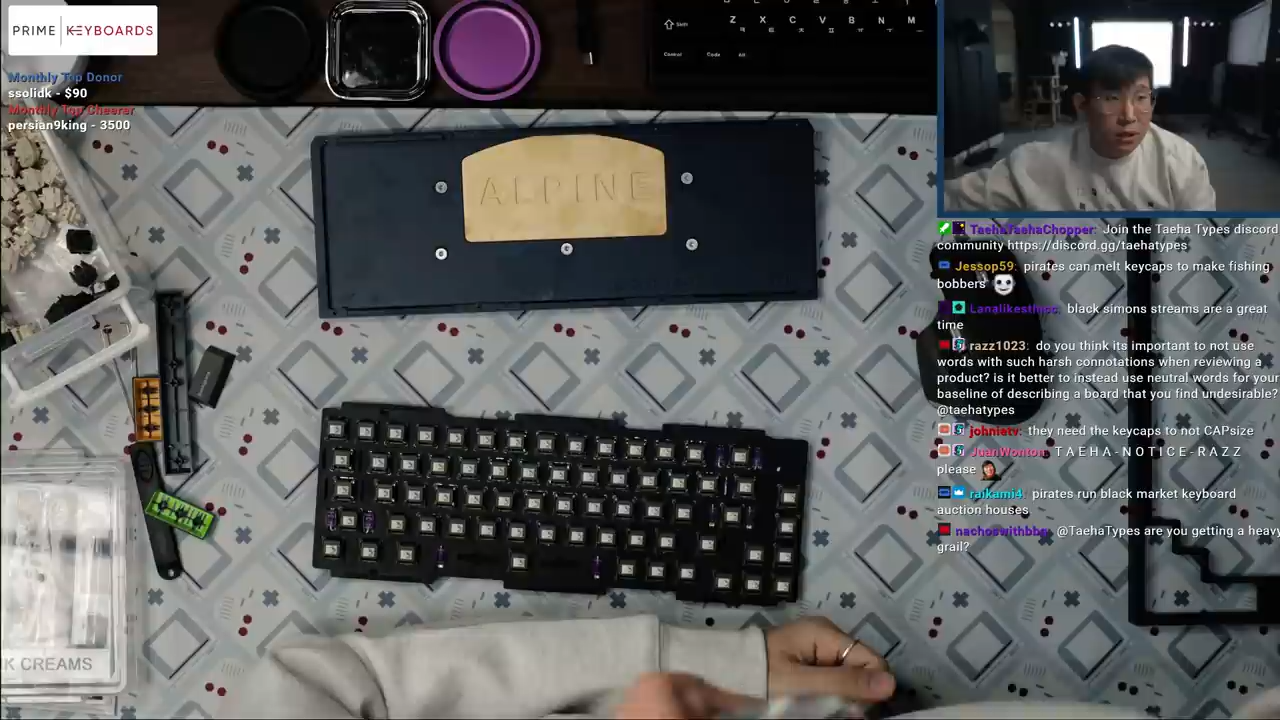 PRIME | KEYBOARDS
Monthly Top Donor
ssolidk - $90
Monthly Top Cheerer
persian9king - 3500
Shift
Z X C V B N M
Control Code Alt
ALPINE
K CREAMS
TaehaTaehaChopper: Join the Taeha Types discord
community https://discord.gg/taehatypes
Jessop59: pirates can melt keycaps to make fishing
bobbers
black simons streams are a great
time
razz1023: do you think its important to not use
words with such harsh connotations when reviewing a
product? is it better to instead use neutral words for your
baseline of describing a board that you find undesirable?
@taehatypes
johnietv: they need the keycaps to not CAPsize
JuanWonton: T A E H A - N O T I C E - R A Z Z
please
raikami4: pirates run black market keyboard
auction houses
nachoswithbbq: @TaehaTypes are you getting a heavy
grail?